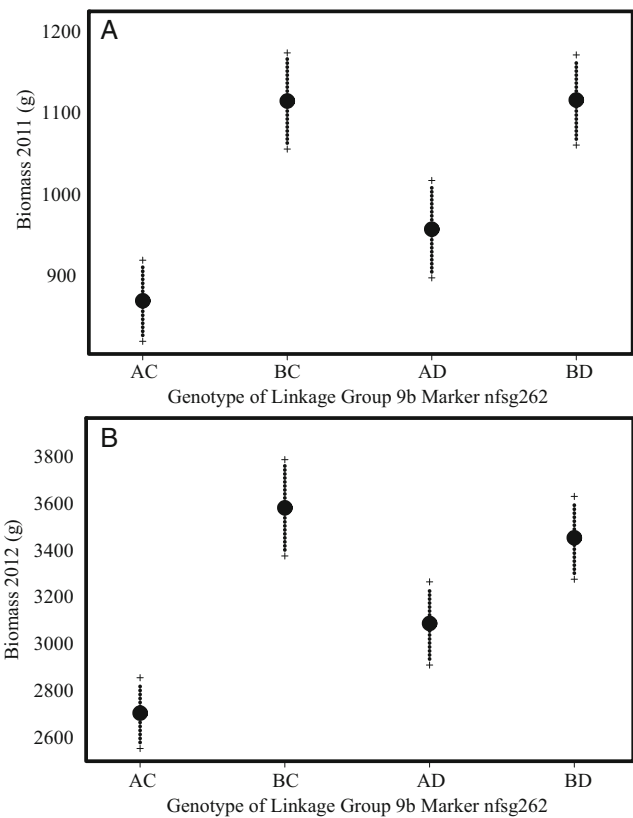 A
Biomass 2011 (g)
1200
1100
1000
900
AC BC AD BD
Genotype of Linkage Group 9b Marker nfsg262
B
Biomass 2012 (g)
3800
3600
3400
3200
3000
2800
2600
AC BC AD BD
Genotype of Linkage Group 9b Marker nfsg262